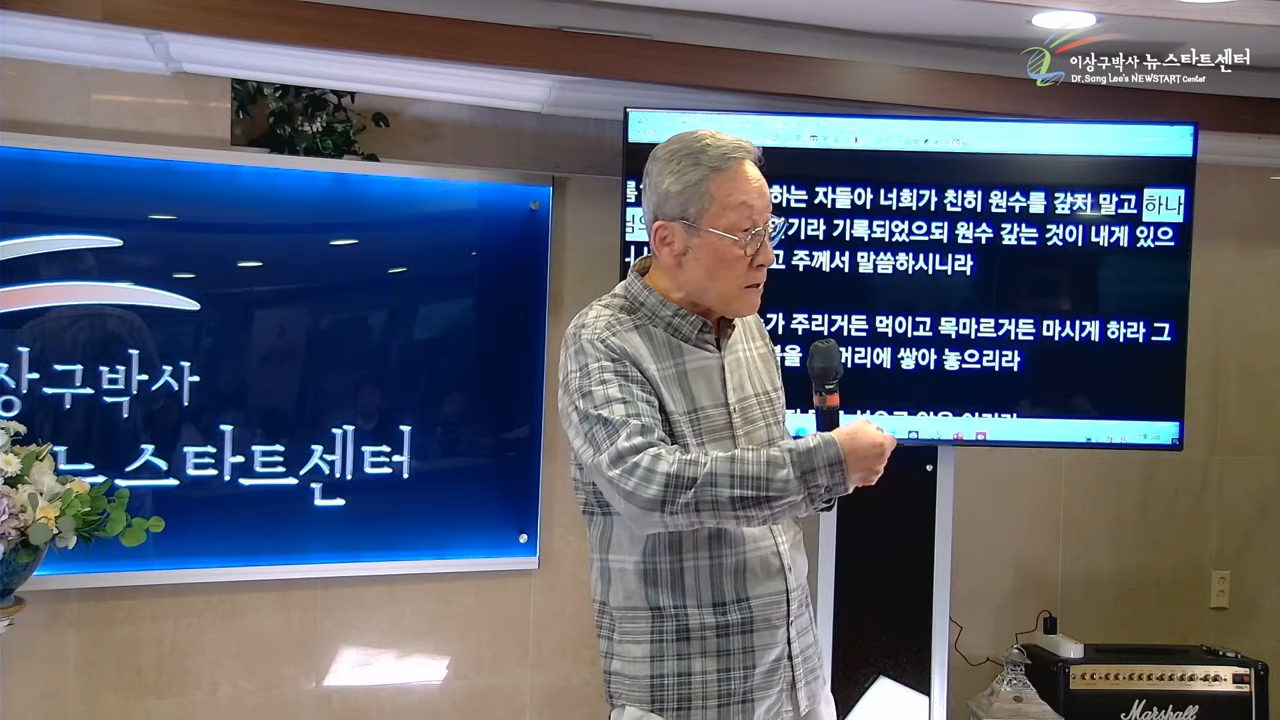 이상구박사 뉴스타트센터
Dr. Sang Lee's NEWSTART Center
하는 자들아 너희가 친히 원수를 갚지 말고 하나
기라 기록되었으되 원수 갚는 것이 내게 있으
고 주께서 말씀하시니라
가 주리거든 먹이고 목마르거든 마시게 하라 그
머리에 쌓아 놓으리라
상구박사
뉴스타트센터
Marshall